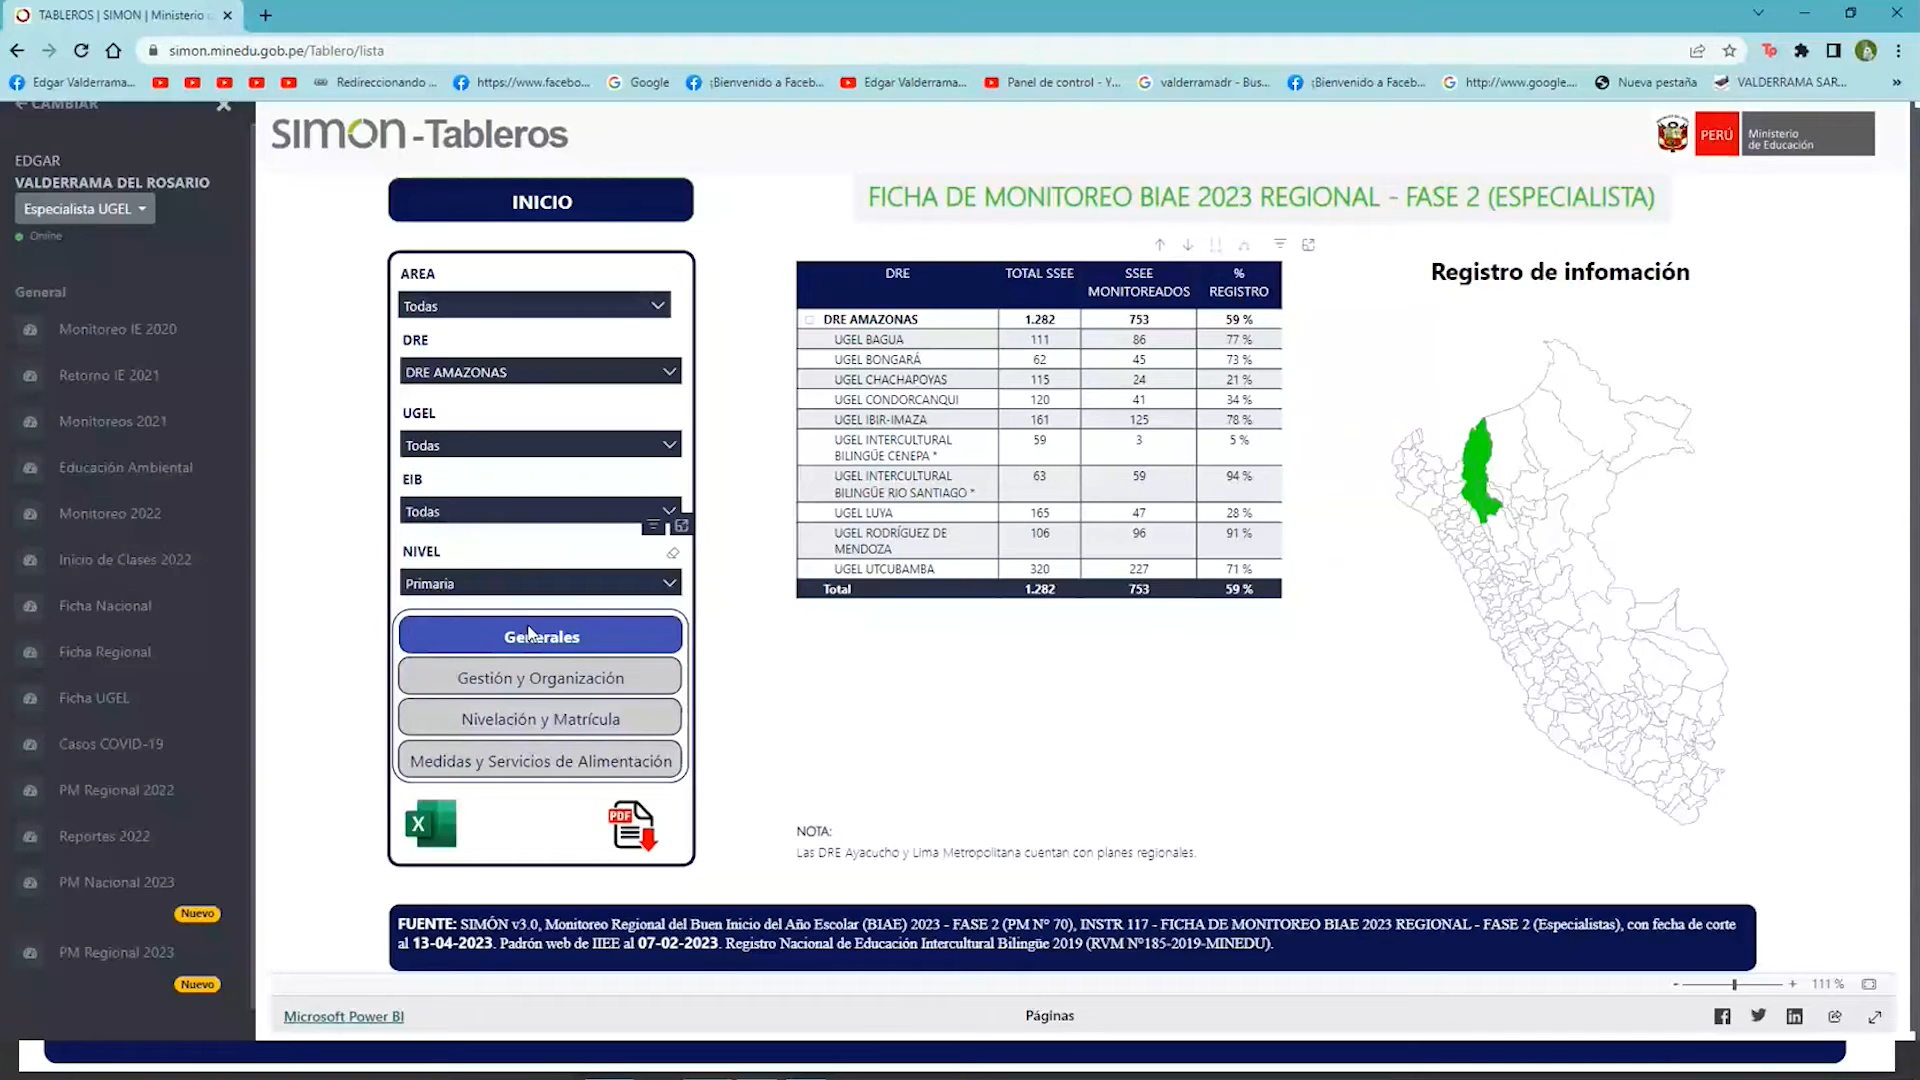 TABLEROS | SIMON | Ministerio
simon.minedu.gob.pe/Tablero/lista
Edgar Valderrama...
Redireccionando ...
https://www.facebo...
Google
¡Bienvenido a Faceb...
Edgar Valderrama...
Panel de control - Y...
valderramadr - Bus...
¡Bienvenido a Faceb...
http://www.google....
Nueva pestaña
VALDERRAMA SAR...
»
CAMBIAR
EDGAR
VALDERRAMA DEL ROSARIO
Especialista UGEL
Online
General
Monitoreo IE 2020
Retorno IE 2021
Monitoreos 2021
Educación Ambiental
Monitoreo 2022
Inicio de Clases 2022
Ficha Nacional
Ficha Regional
Ficha UGEL
Casos COVID-19
PM Regional 2022
Reportes 2022
PM Nacional 2023
Nuevo
PM Regional 2023
Nuevo
SIMON -Tableros
PERÚ
Ministerio
de Educación
INICIO
FICHA DE MONITOREO BIAE 2023 REGIONAL - FASE 2 (ESPECIALISTA)
AREA
Todas
DRE
DRE AMAZONAS
UGEL
Todas
EIB
Todas
NIVEL
Primaria
Generales
Gestión y Organización
Nivelación y Matrícula
Medidas y Servicios de Alimentación
X
PDF
DRE TOTAL SSEE SSEE MONITOREADOS % REGISTRO
DRE AMAZONAS 1.282 753 59 %
UGEL BAGUA 111 86 77 %
UGEL BONGARÁ 62 45 73 %
UGEL CHACHAPOYAS 115 24 21 %
UGEL CONDORCANQUI 120 41 34 %
UGEL IBIR-IMAZA 161 125 78 %
UGEL INTERCULTURAL BILINGÜE CENEPA * 59 3 5 %
UGEL INTERCULTURAL BILINGÜE RIO SANTIAGO * 63 59 94 %
UGEL LUYA 165 47 28 %
UGEL RODRÍGUEZ DE MENDOZA 106 96 91 %
UGEL UTCUBAMBA 320 227 71 %
Total 1.282 753 59 %
Registro de infomación
NOTA:
Las DRE Ayacucho y Lima Metropolitana cuentan con planes regionales.
FUENTE: SIMÓN v3.0, Monitoreo Regional del Buen Inicio del Año Escolar (BIAE) 2023 - FASE 2 (PM N° 70), INSTR 117 - FICHA DE MONITOREO BIAE 2023 REGIONAL - FASE 2 (Especialistas), con fecha de corte
al 13-04-2023. Padrón web de IIEE al 07-02-2023. Registro Nacional de Educación Intercultural Bilingüe 2019 (RVM N°185-2019-MINEDU).
- + 111 %
Microsoft Power BI
Páginas